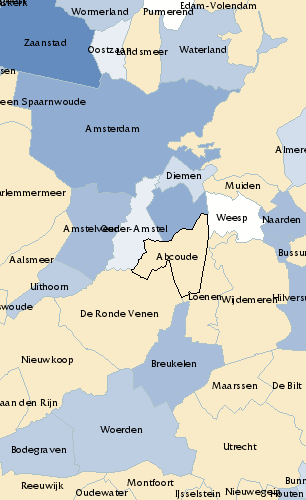 Edam-Volendam
Wormerland
Purmerend
Zaanstad
Oostzaan
Landsmeer
Waterland
een Spaarnwoude
Amsterdam
Almere
Diemen
Muiden
arlemmermeer
Weesp
Naarden
Amstelveen
Ouder-Amstel
Bussum
Aalsmeer
Abcoude
Uithoorn
Loenen
Wijdemeren
Hilversum
swoude
De Ronde Venen
Nieuwkoop
Breukelen
Maarssen
De Bilt
aan den Rijn
Woerden
Bodegraven
Utrecht
Reeuwijk
Montfoort
Bunn
Oudewater
IJsselstein
Nieuwegein
Houten